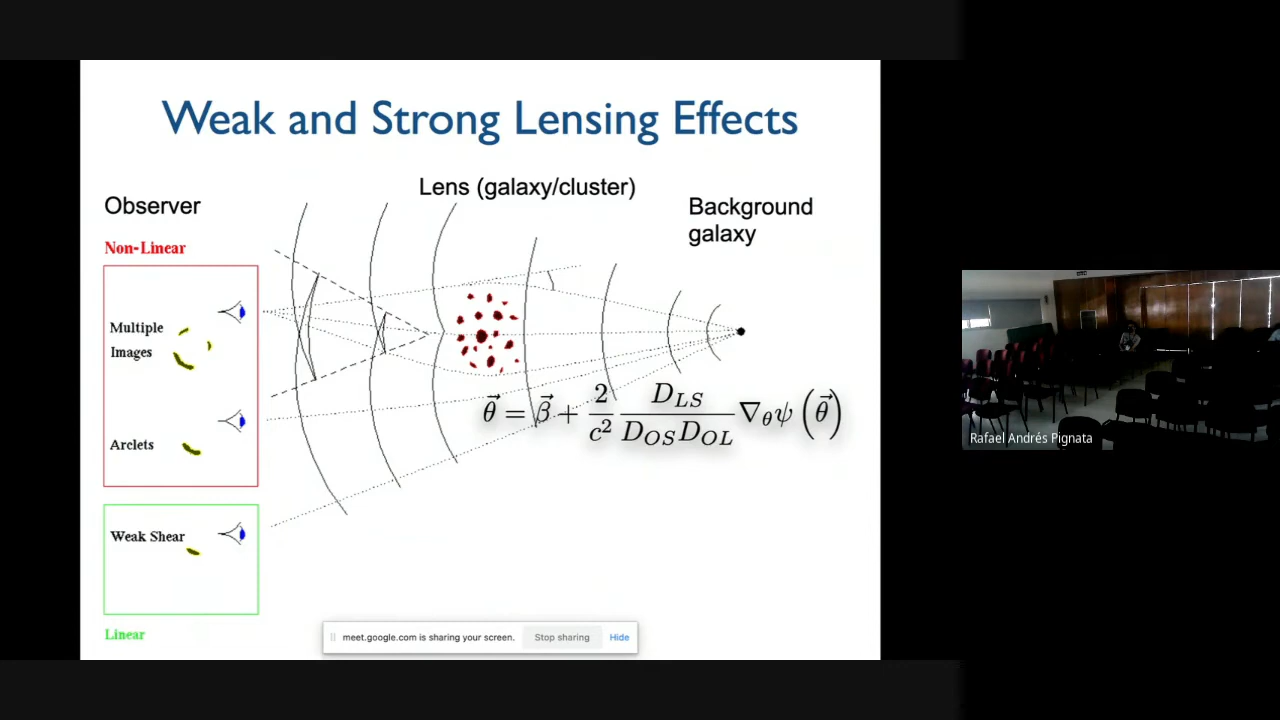 Weak and Strong Lensing Effects
Lens (galaxy/cluster)
Observer
Background
galaxy
Non-Linear
Multiple
Images
Arclets
Weak Shear
Linear
θ⃗ = β⃗ + 2/c² D_LS/(D_OS D_OL) ∇_θ ψ (θ⃗)
meet.google.com is sharing your screen.
Stop sharing
Hide
Rafael Andrés Pignata